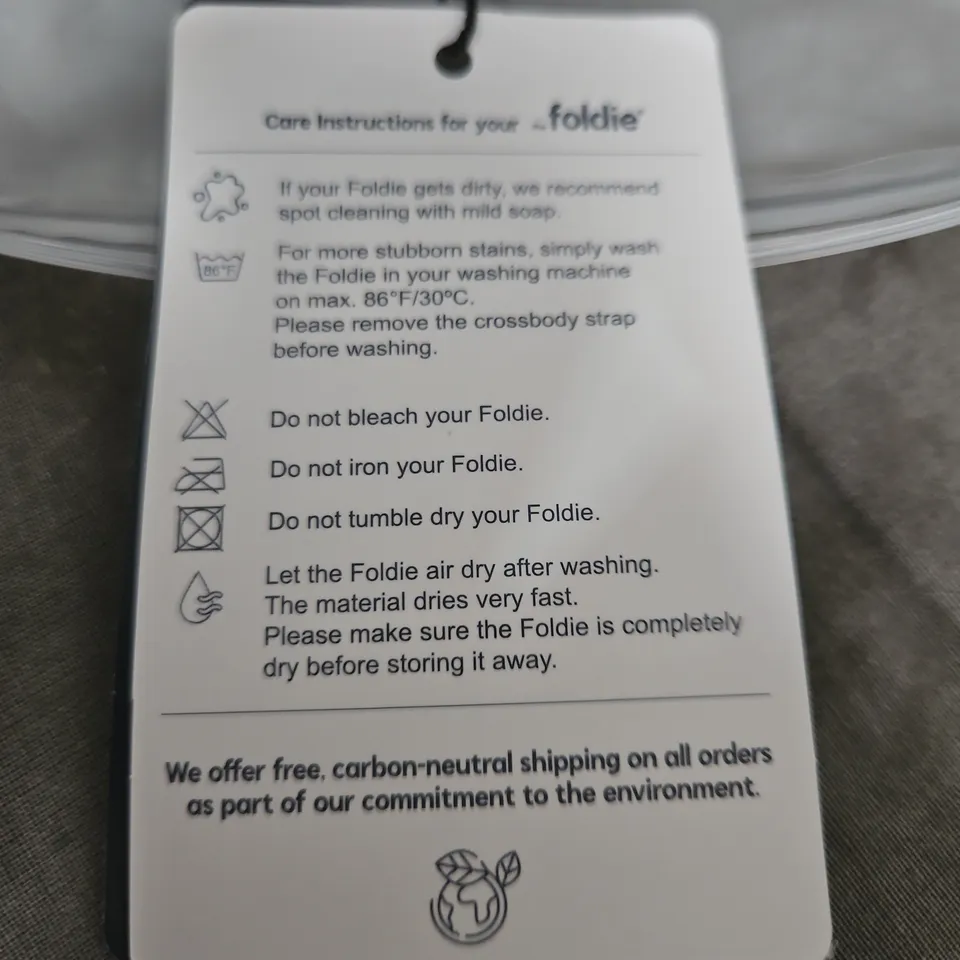 Care Instructions for your foldie
If your Foldie gets dirty, we recommend
spot cleaning with mild soap.
86°F
For more stubborn stains, simply wash
the Foldie in your washing machine
on max. 86°F/30°C.
Please remove the crossbody strap
before washing.
Do not bleach your Foldie.
Do not iron your Foldie.
Do not tumble dry your Foldie.
Let the Foldie air dry after washing.
The material dries very fast.
Please make sure the Foldie is completely
dry before storing it away.
We offer free, carbon-neutral shipping on all orders
as part of our commitment to the environment.